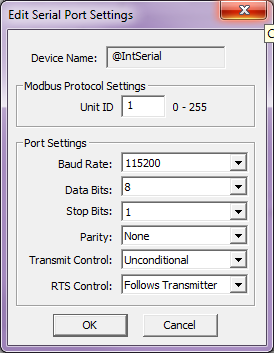 Edit Serial Port Settings
Device Name: @IntSerial
Modbus Protocol Settings
Unit ID 1 0 - 255
Port Settings
Baud Rate: 115200
Data Bits: 8
Stop Bits: 1
Parity: None
Transmit Control: Unconditional
RTS Control: Follows Transmitter
OK Cancel